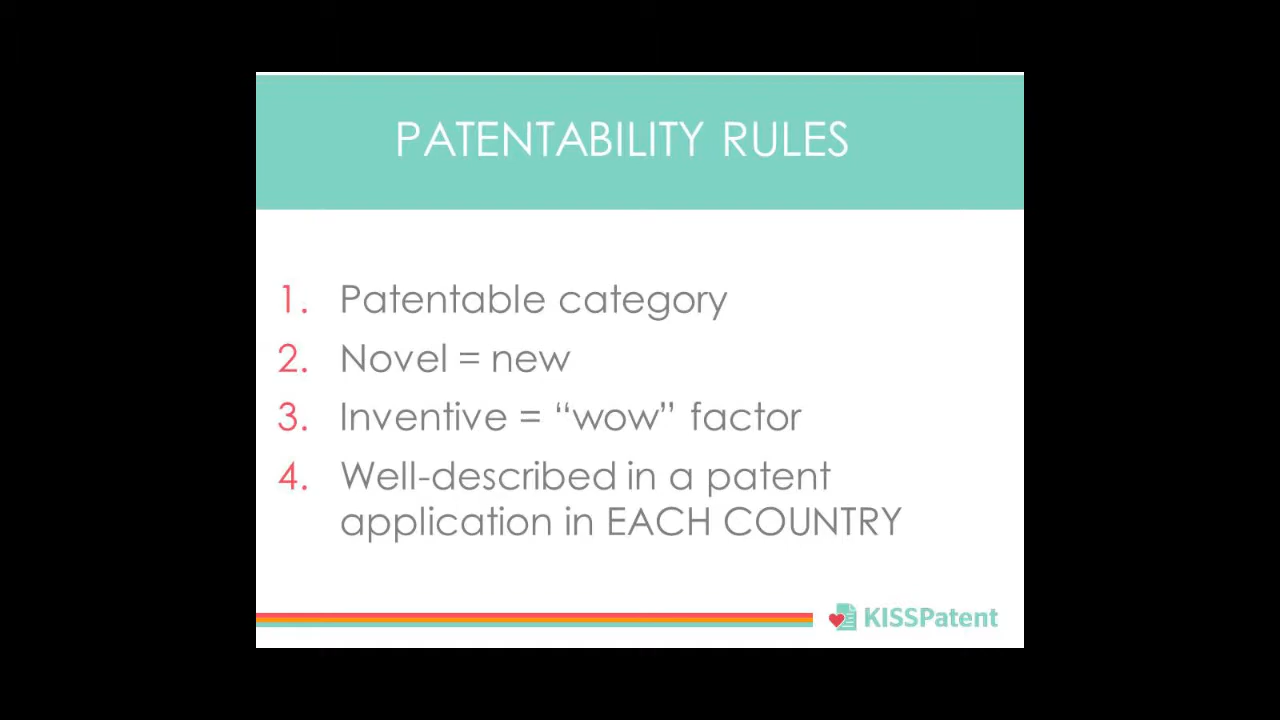 PATENTABILITY RULES
1. Patentable category
2. Novel = new
3. Inventive = “wow” factor
4. Well-described in a patent
application in EACH COUNTRY
KISSPatent